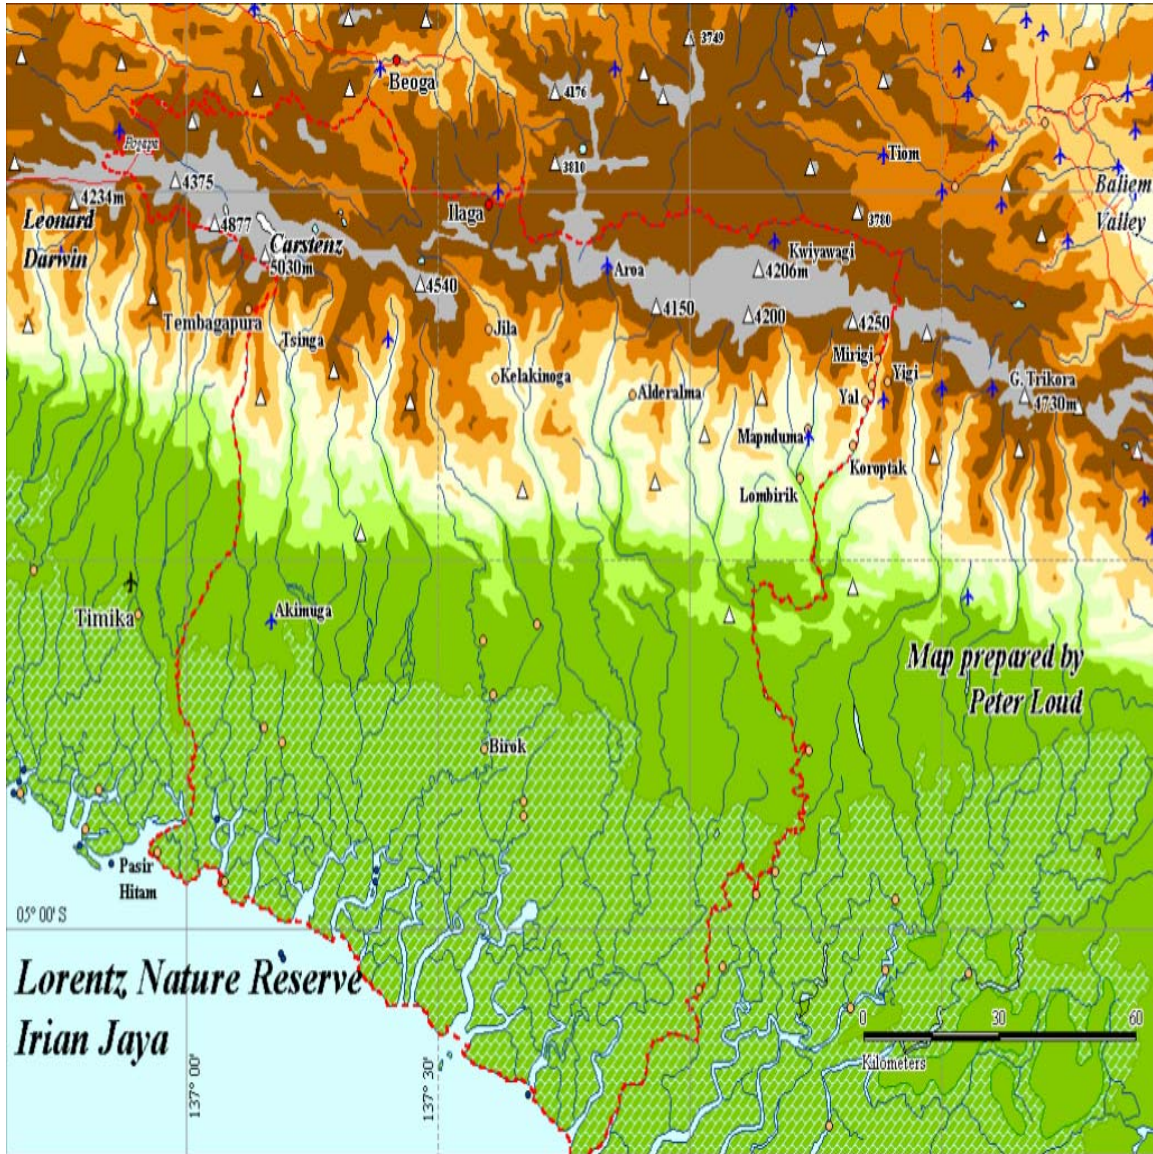 3749
Beoga
4176
Pogapa
Tiom
3810
4375
Baliem
4234m
Ilaga
Valley
Leonard
4877
3780
Darwin
Carstenz
Kwiyawagi
5030m
Aroa
4206m
4540
4150
4200
4250
Tembagapura
Jila
Tsinga
Mirigi
Yigi
Kelakinoga
G. Trikora
Alderalma
Yal
4730m
Mapnduma
Koroptak
Lombirik
Timika
Akimuga
Map prepared by
Peter Loud
Birok
Pasir
Hitam
05° 00' S
Lorentz Nature Reserve
Irian Jaya
0 30 60
Kilometers
137° 00'
137° 30'